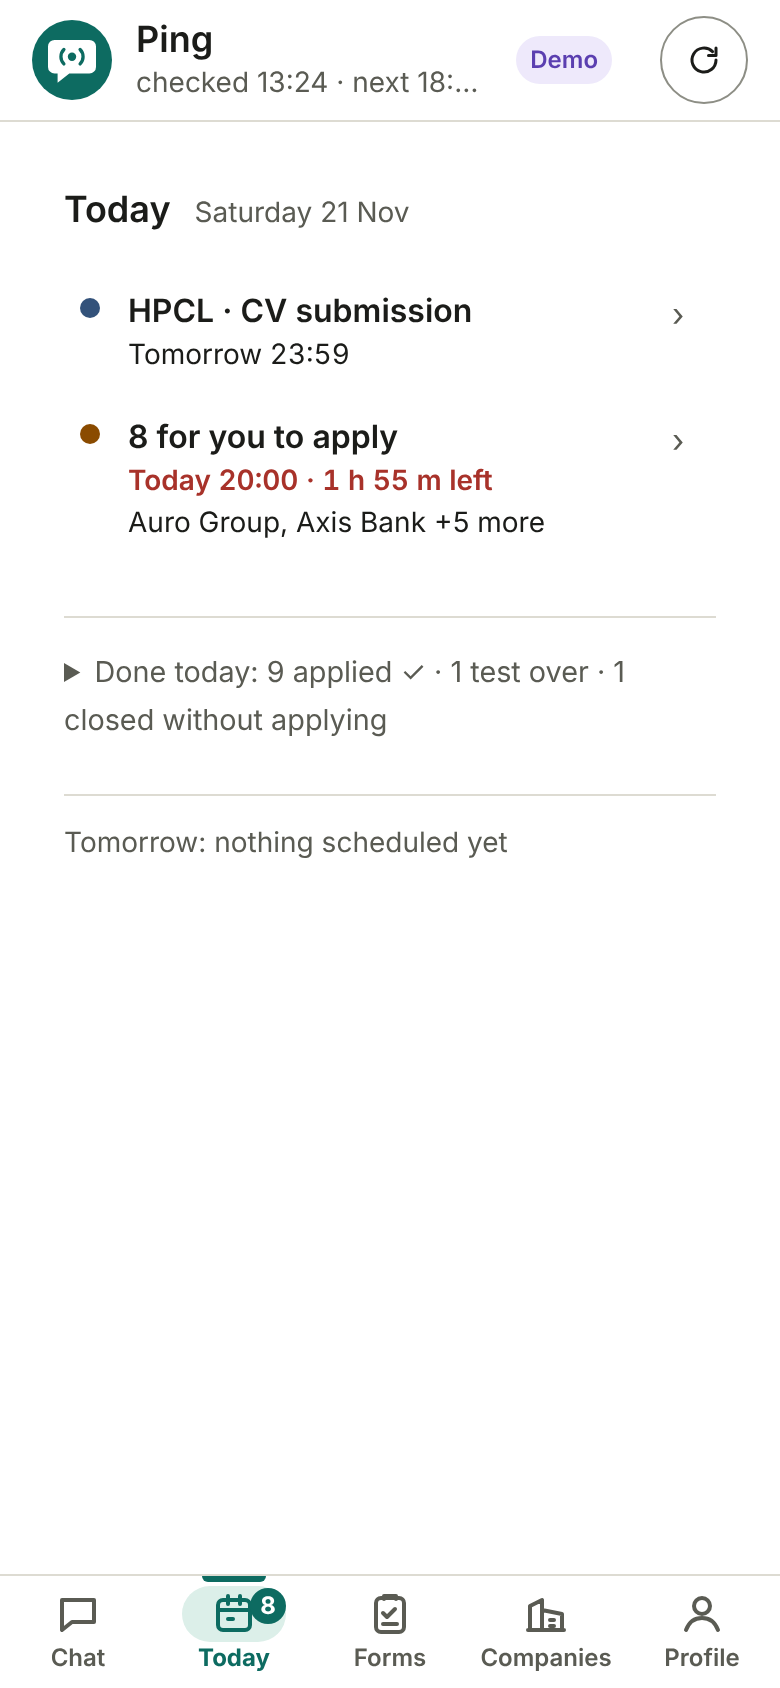 Ping
checked 13:24 · next 18:...
Demo
Today Saturday 21 Nov
HPCL · CV submission ›
Tomorrow 23:59
8 for you to apply ›
Today 20:00 · 1 h 55 m left
Auro Group, Axis Bank +5 more
▶ Done today: 9 applied ✓ · 1 test over · 1
closed without applying
Tomorrow: nothing scheduled yet
8
Chat Today Forms Companies Profile